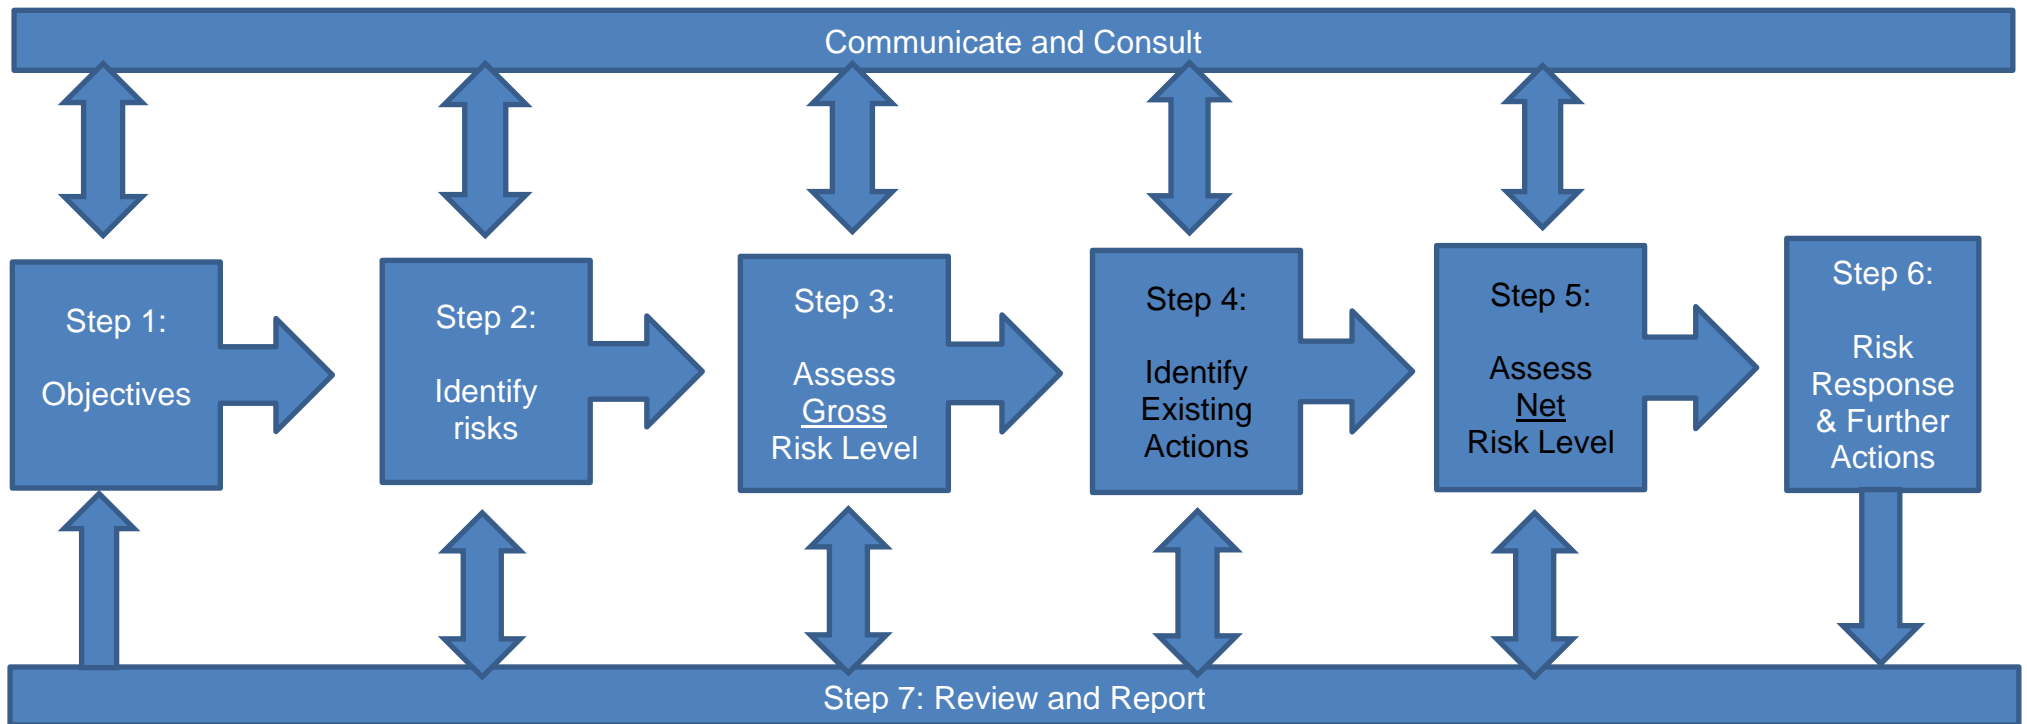 Communicate and Consult
Step 1:
Objectives
Step 2:
Identify
risks
Step 3:
Assess
Gross
Risk Level
Step 4:
Identify
Existing
Actions
Step 5:
Assess
Net
Risk Level
Step 6:
Risk
Response
& Further
Actions
Step 7: Review and Report